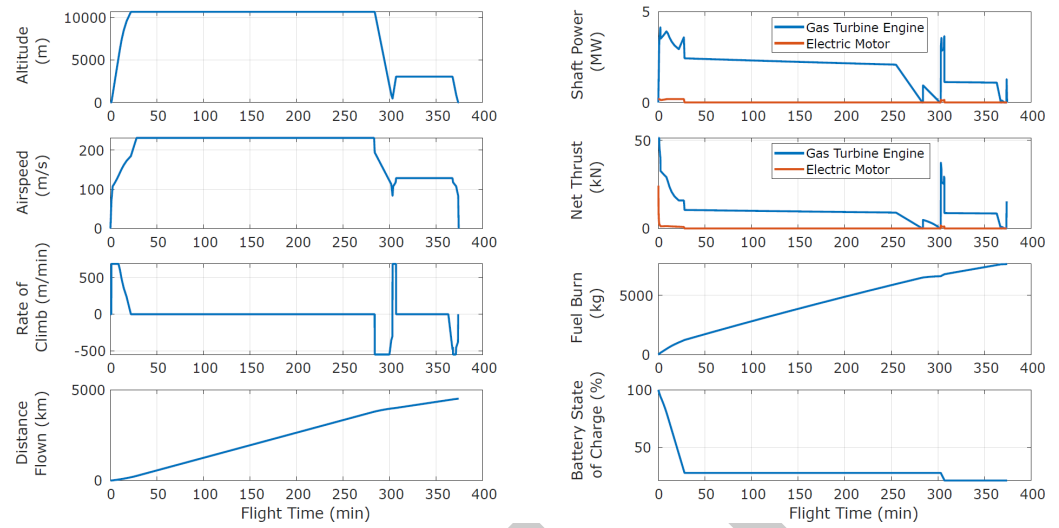 Altitude
(m)
10000
5000
0
0 50 100 150 200 250 300 350 400
Airspeed
(m/s)
200
100
0
0 50 100 150 200 250 300 350 400
Rate of
Climb (m/min)
500
0
-500
0 50 100 150 200 250 300 350 400
Distance
Flown (km)
5000
0
0 50 100 150 200 250 300 350 400
Flight Time (min)
Shaft Power
(MW)
5
0
Gas Turbine Engine
Electric Motor
0 50 100 150 200 250 300 350 400
Net Thrust
(kN)
50
0
Gas Turbine Engine
Electric Motor
0 50 100 150 200 250 300 350 400
Fuel Burn
(kg)
5000
0
0 50 100 150 200 250 300 350 400
Battery State
of Charge (%)
100
50
0 50 100 150 200 250 300 350 400
Flight Time (min)